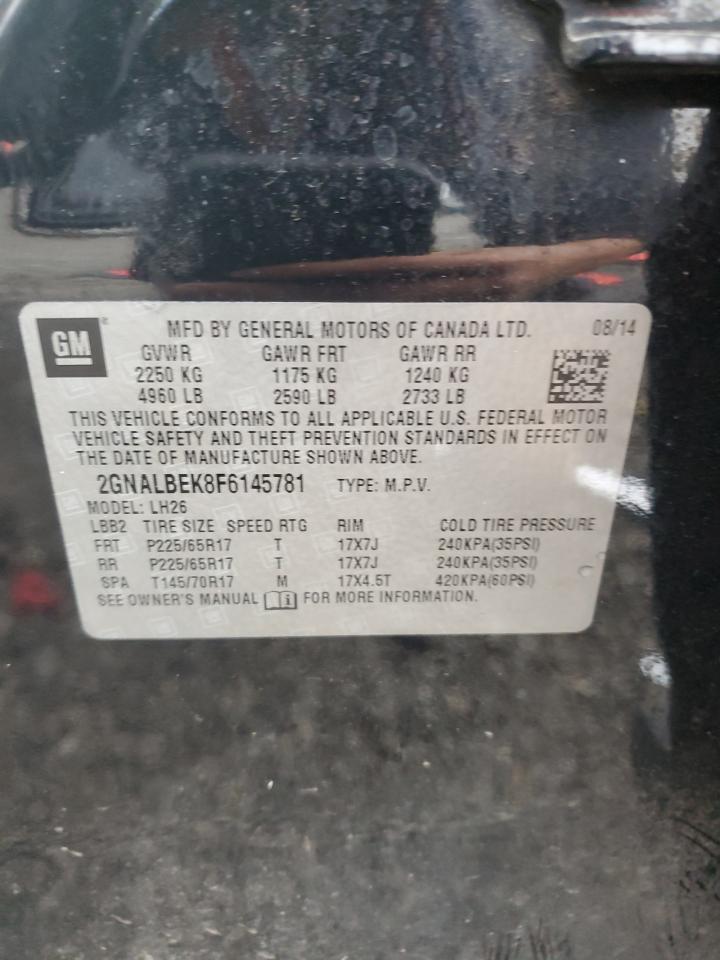 GM ® MFD BY GENERAL MOTORS OF CANADA LTD. 08/14
GVWR GAWR FRT GAWR RR
2250 KG 1175 KG 1240 KG
4960 LB 2590 LB 2733 LB
THIS VEHICLE CONFORMS TO ALL APPLICABLE U.S. FEDERAL MOTOR
VEHICLE SAFETY AND THEFT PREVENTION STANDARDS IN EFFECT ON
THE DATE OF MANUFACTURE SHOWN ABOVE.
2GNALBEK8F6145781 TYPE: M.P.V.
MODEL: LH26
LBB2 TIRE SIZE SPEED RTG RIM COLD TIRE PRESSURE
FRT P225/65R17 T 17X7J 240KPA(35PSI)
RR P225/65R17 T 17X7J 240KPA(35PSI)
SPA T145/70R17 M 17X4.5T 420KPA(60PSI)
SEE OWNER'S MANUAL FOR MORE INFORMATION.